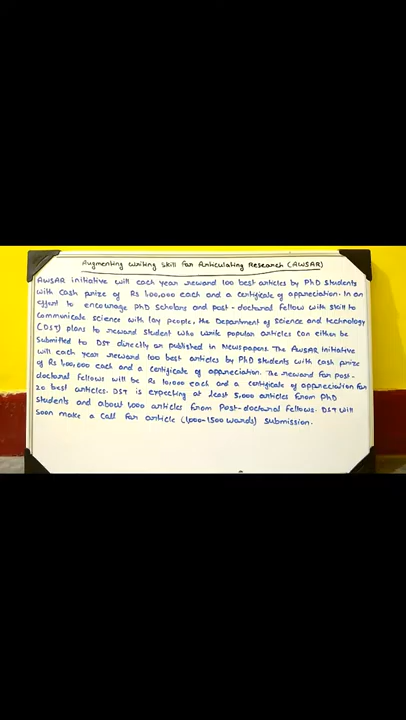 Augmenting Writing Skill for Articulating Research (AWSAR)
AWSAR initiative will each year reward 100 best articles by PhD students
with cash prize of Rs 1,00,000 each and a certificate of appreciation. In an
effort to encourage PhD Scholars and post-doctoral fellow with skill to
communicate science with lay people, the Department of Science and technology
(DST) plans to reward student who write popular articles can either be
submitted to DST directly or published in Newspapers. The AWSAR Initiative
will each year reward 100 best articles by PhD students with cash prize
of Rs 1,00,000 each and a certificate of appreciation. The reward for post-
doctoral fellows will be Rs 10,000 each and a certificate of appreciation for
20 best articles. DST is expecting at least 5,000 articles from PhD
students and about 1,000 articles from Post-doctoral fellows. DST will
soon make a call for article (1,000-1500 words) submission.